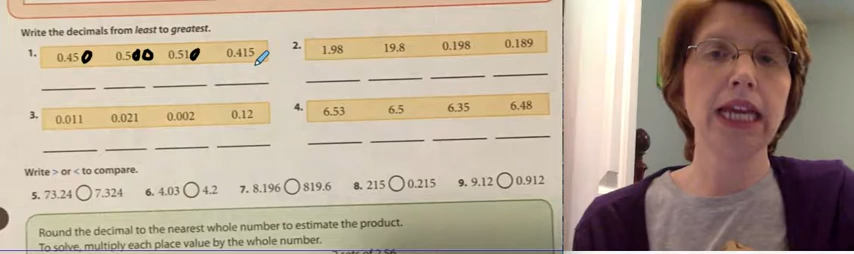 Write the decimals from least to greatest.
1. 0.450 0.500 0.510 0.415
2. 1.98 19.8 0.198 0.189
3. 0.011 0.021 0.002 0.12
4. 6.53 6.5 6.35 6.48
Write > or < to compare.
5. 73.24 ◯ 7.324 6. 4.03 ◯ 4.2 7. 8.196 ◯ 819.6 8. 215 ◯ 0.215 9. 9.12 ◯ 0.912
Round the decimal to the nearest whole number to estimate the product.
To solve, multiply each place value by the whole number.